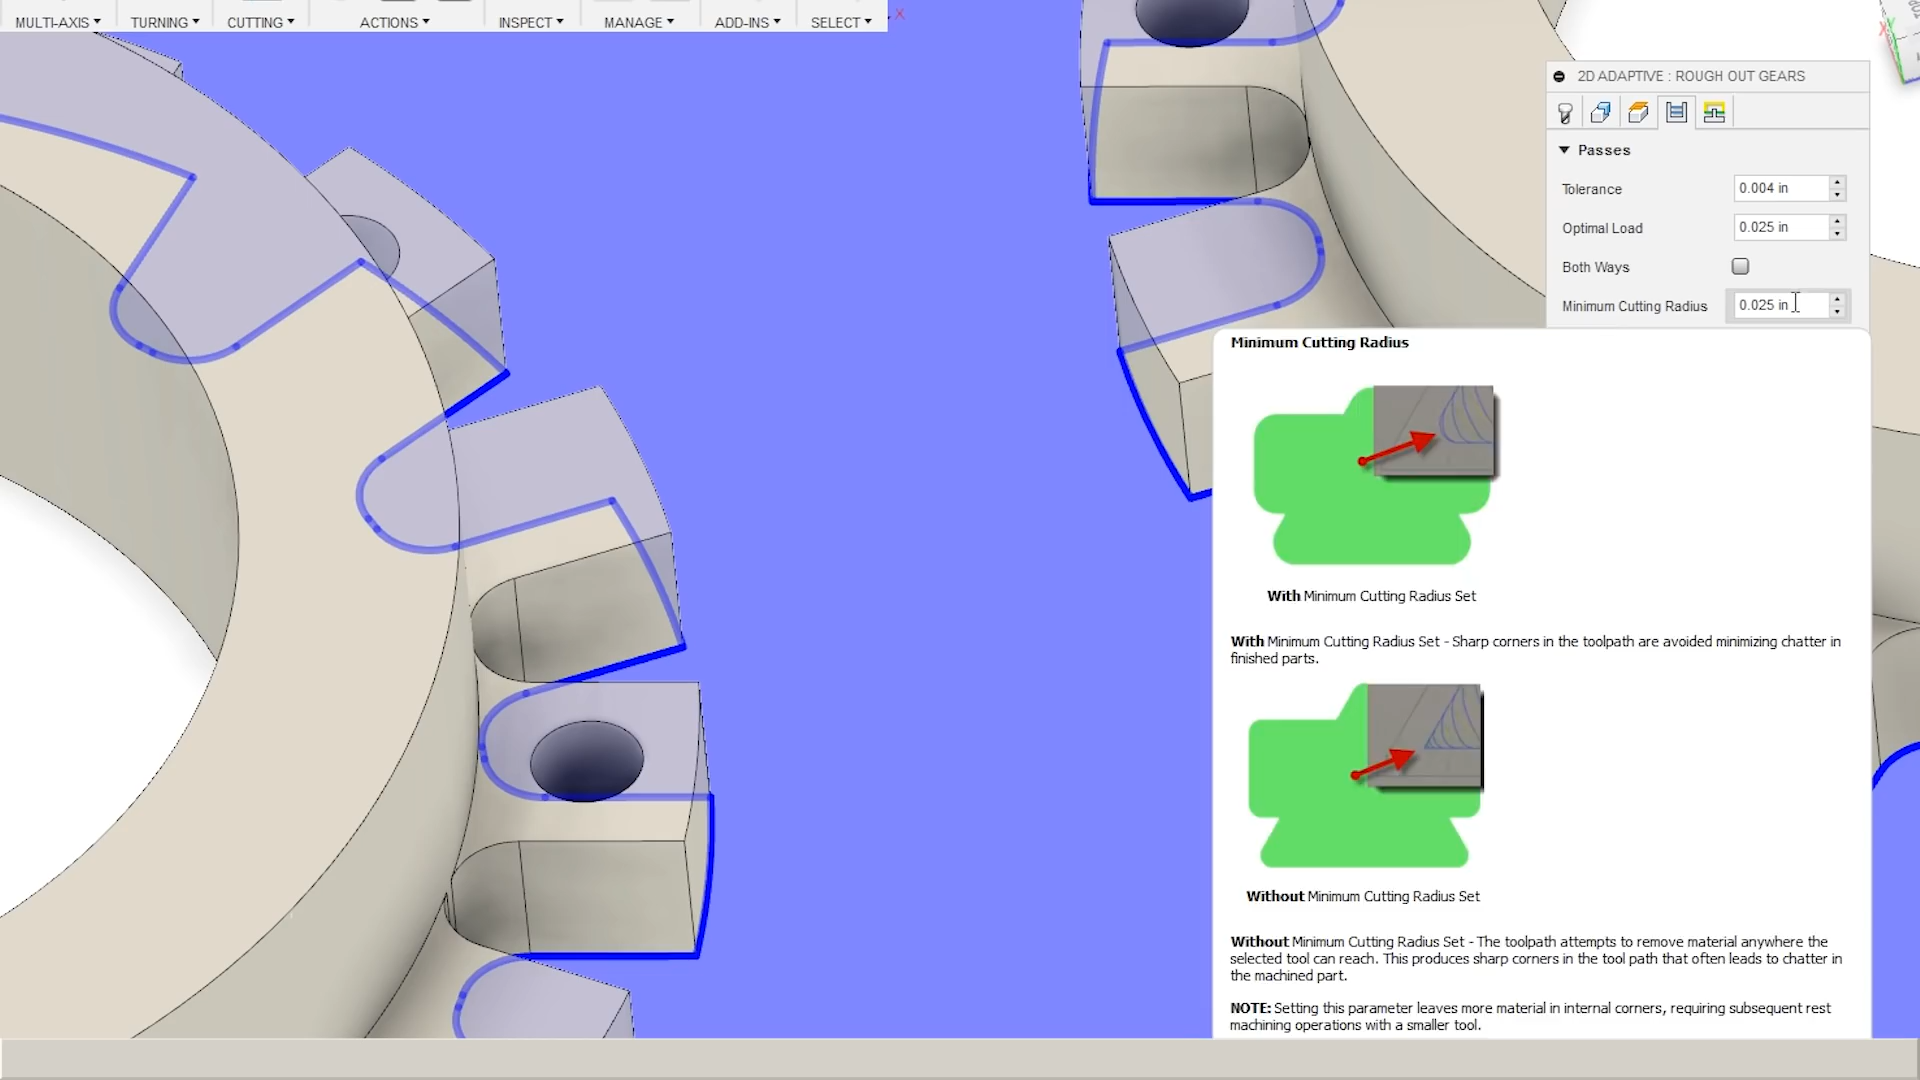 MULTI-AXIS
TURNING
CUTTING
ACTIONS
INSPECT
MANAGE
ADD-INS
SELECT
X
Y
X
2D ADAPTIVE : ROUGH OUT GEARS
Passes
Tolerance
0.004 in
Optimal Load
0.025 in
Both Ways
Minimum Cutting Radius
0.025 in
Minimum Cutting Radius
With Minimum Cutting Radius Set
With Minimum Cutting Radius Set - Sharp corners in the toolpath are avoided minimizing chatter in
finished parts.
Without Minimum Cutting Radius Set
Without Minimum Cutting Radius Set - The toolpath attempts to remove material anywhere the
selected tool can reach. This produces sharp corners in the tool path that often leads to chatter in
the machined part.
NOTE: Setting this parameter leaves more material in internal corners, requiring subsequent rest
machining operations with a smaller tool.